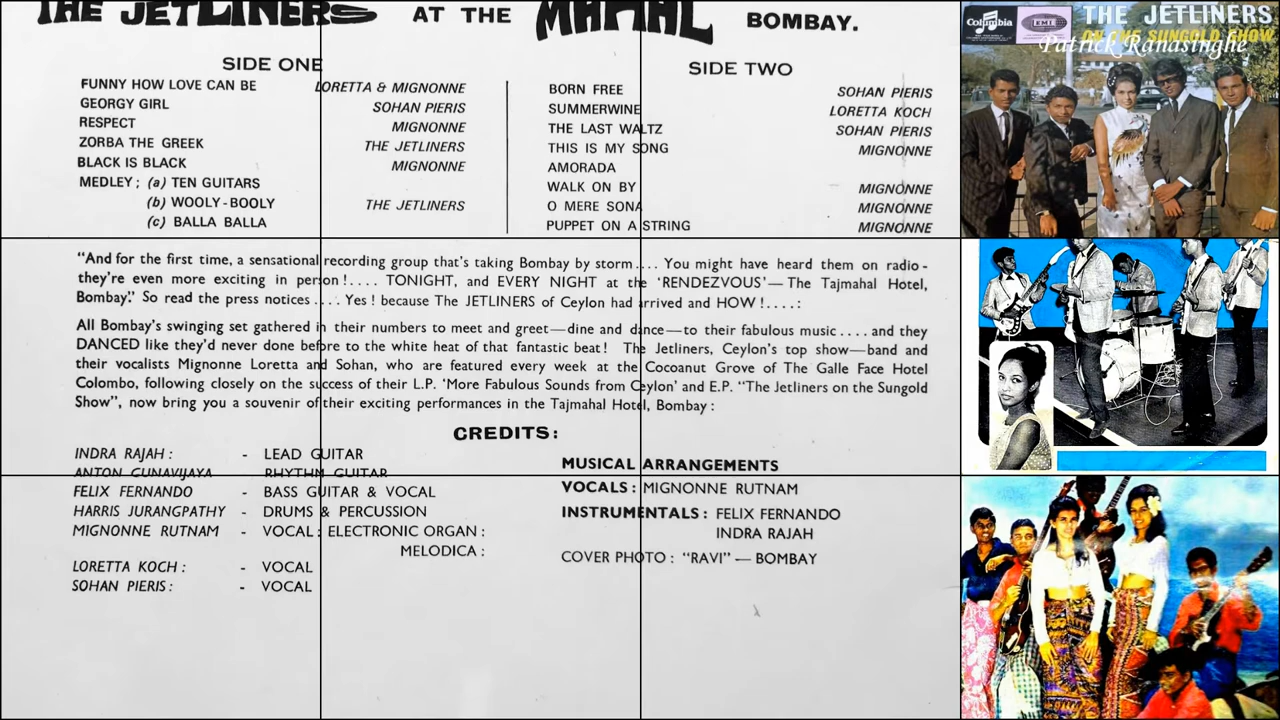 THE JETLINERS AT THE MAHAL BOMBAY.
SIDE ONE
FUNNY HOW LOVE CAN BE LORETTA & MIGNONNE
GEORGY GIRL SOHAN PIERIS
RESPECT MIGNONNE
ZORBA THE GREEK THE JETLINERS
BLACK IS BLACK MIGNONNE
MEDLEY ; (a) TEN GUITARS
(b) WOOLY-BOOLY THE JETLINERS
(c) BALLA BALLA
SIDE TWO
BORN FREE SOHAN PIERIS
SUMMERWINE LORETTA KOCH
THE LAST WALTZ SOHAN PIERIS
THIS IS MY SONG MIGNONNE
AMORADA
WALK ON BY MIGNONNE
O MERE SONA MIGNONNE
PUPPET ON A STRING MIGNONNE
"And for the first time, a sensational recording group that's taking Bombay by storm.... You might have heard them on radio-
they're even more exciting in person!.... TONIGHT, and EVERY NIGHT at the 'RENDEZVOUS'—The Tajmahal Hotel,
Bombay." So read the press notices.... Yes! because The JETLINERS of Ceylon had arrived and HOW!....:
All Bombay's swinging set gathered in their numbers to meet and greet—dine and dance—to their fabulous music....and they
DANCED like they'd never done before to the white heat of that fantastic beat! The Jetliners, Ceylon's top show—band and
their vocalists Mignonne Loretta and Sohan, who are featured every week at the Cocoanut Grove of The Galle Face Hotel
Colombo, following closely on the success of their L.P. 'More Fabulous Sounds from Ceylon' and E.P. "The Jetliners on the Sungold
Show", now bring you a souvenir of their exciting performances in the Tajmahal Hotel, Bombay:
CREDITS:
INDRA RAJAH: - LEAD GUITAR
ANTON GUNAVIJAYA RHYTHM GUITAR
FELIX FERNANDO - BASS GUITAR & VOCAL
HARRIS JURANGPATHY - DRUMS & PERCUSSION
MIGNONNE RUTNAM - VOCAL: ELECTRONIC ORGAN:
MELODICA:
LORETTA KOCH: - VOCAL
SOHAN PIERIS: - VOCAL
MUSICAL ARRANGEMENTS
VOCALS: MIGNONNE RUTNAM
INSTRUMENTALS: FELIX FERNANDO
INDRA RAJAH
COVER PHOTO: "RAVI" — BOMBAY
Columbia
EMI
THE JETLINERS
ON THE SUNGOLD SHOW
Patrick Ranasinghe